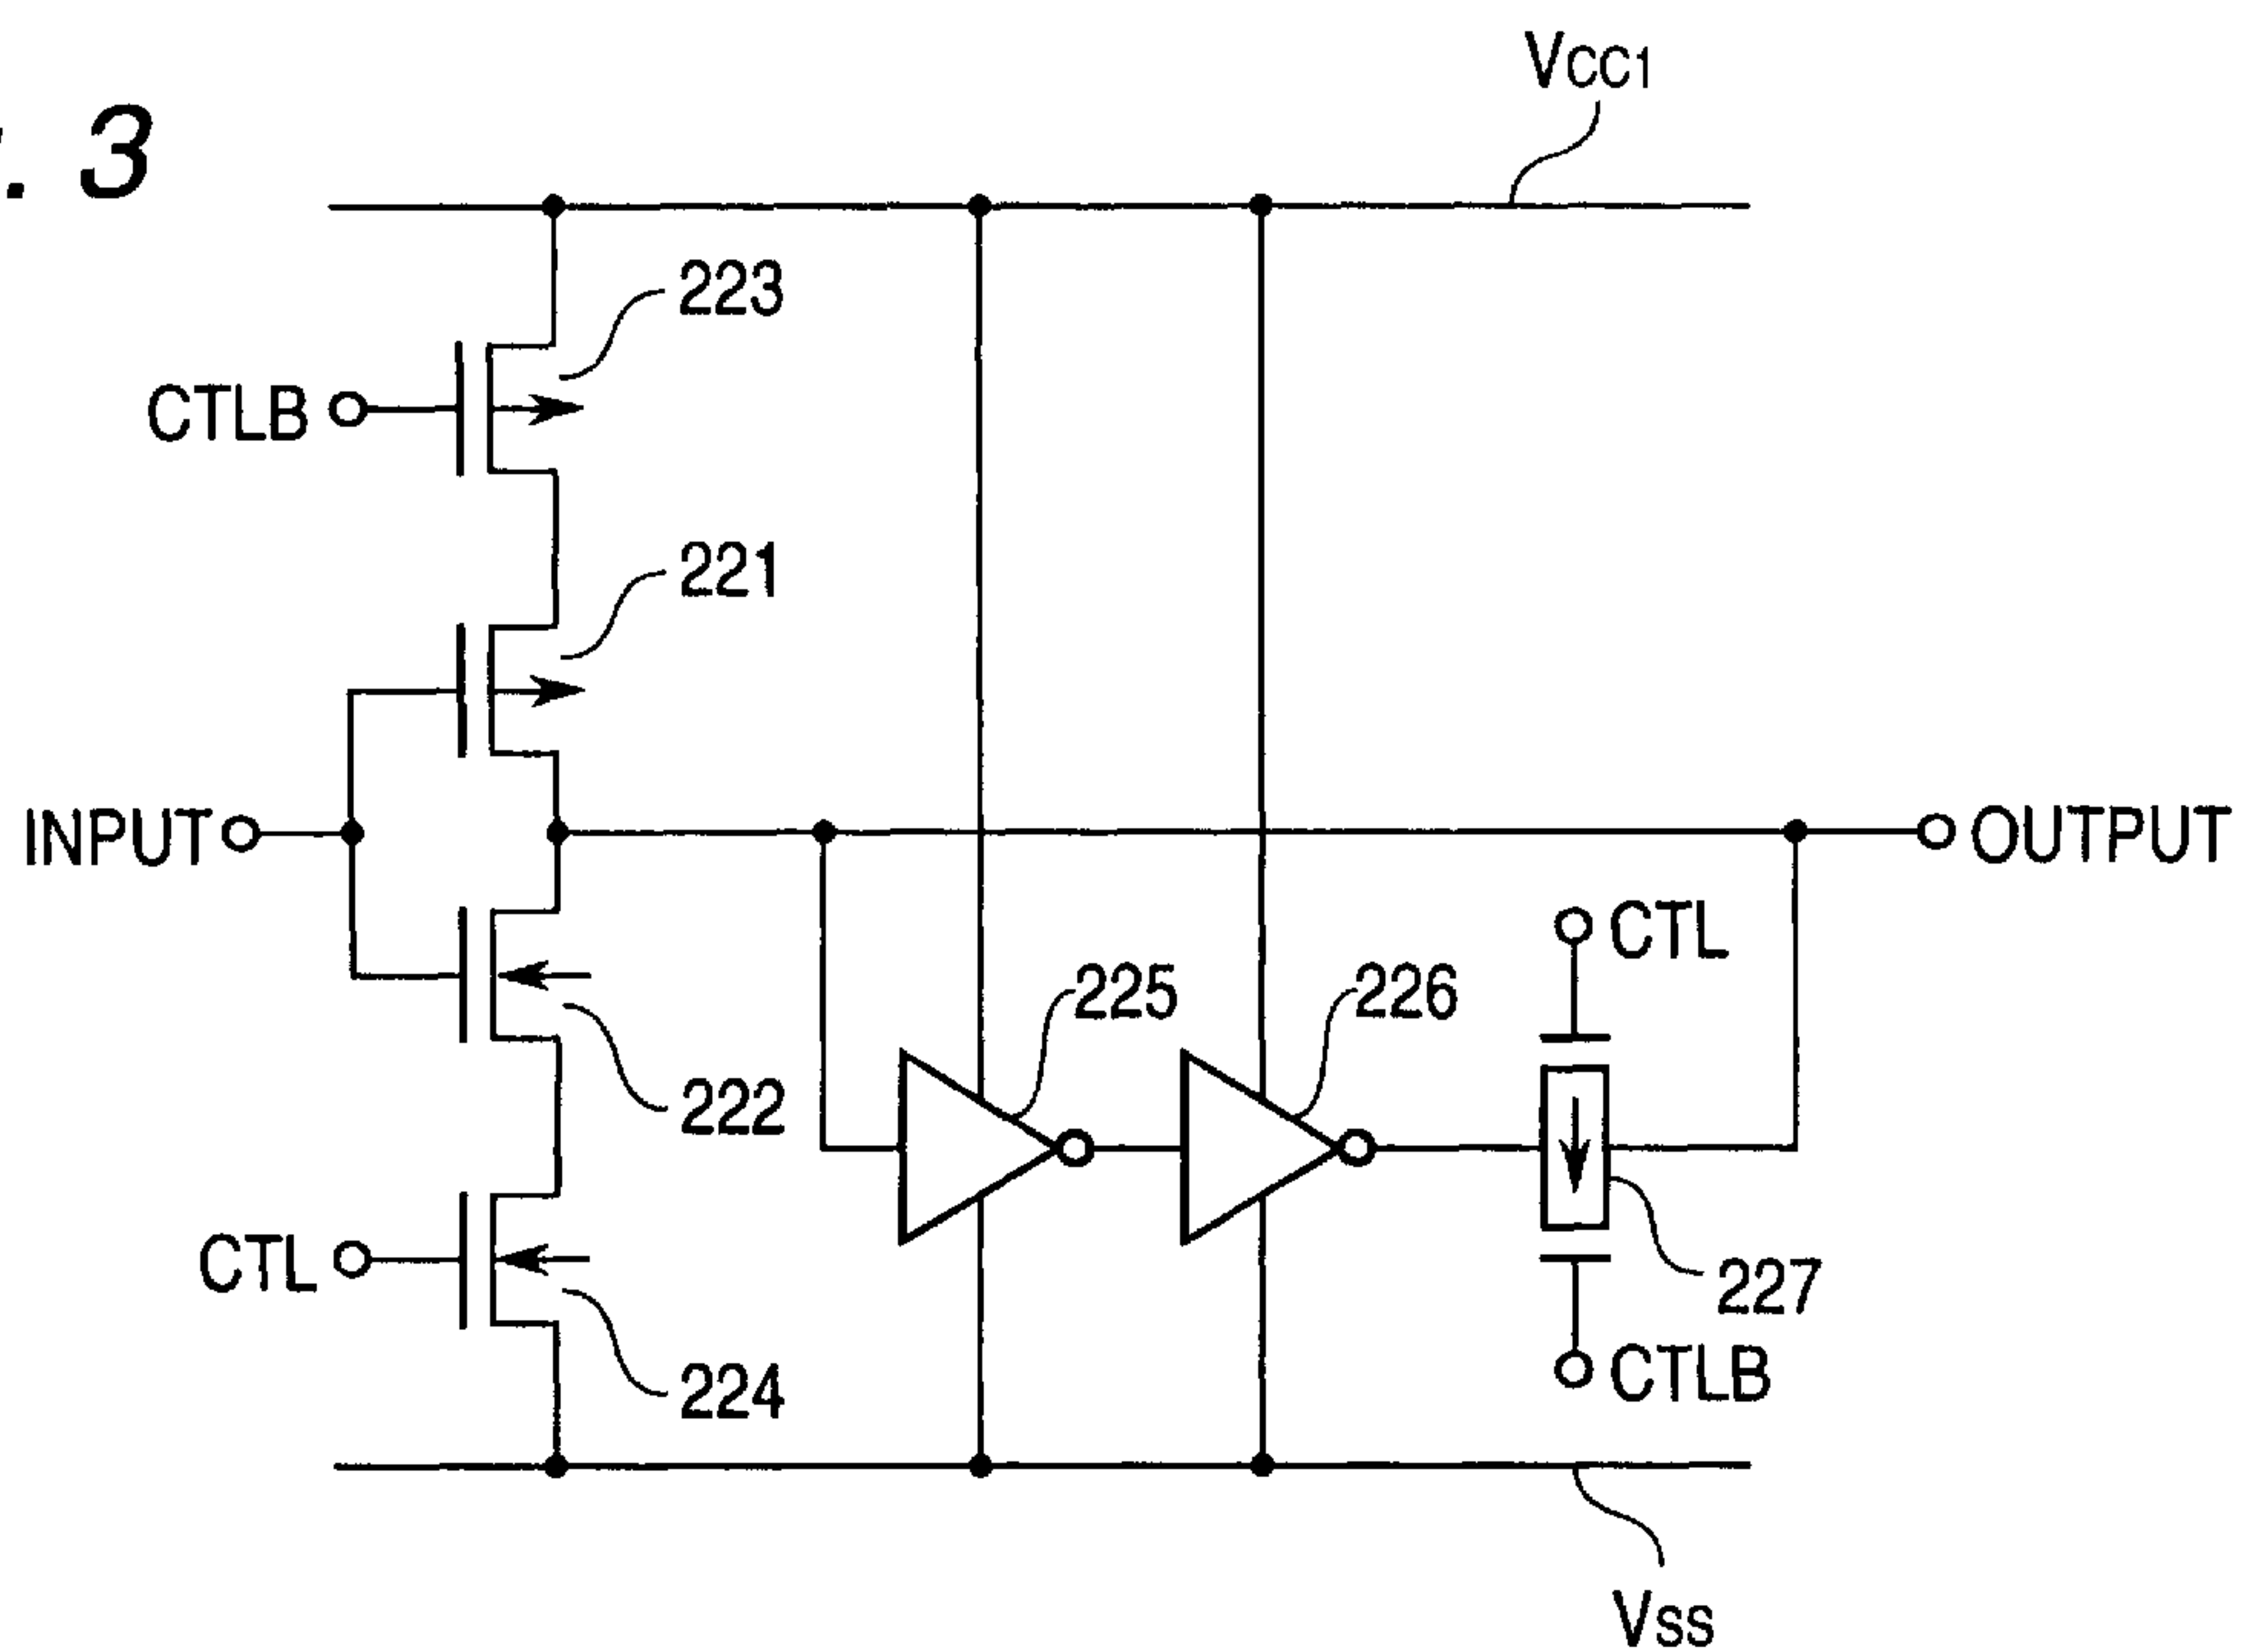 . 3
VCC1
223
CTLB
221
INPUT
OUTPUT
CTL
225
226
222
CTL
227
CTLB
224
VSS